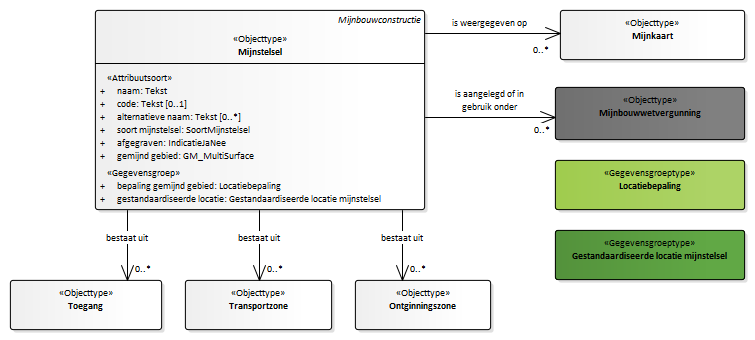 Mijnbouwconstructie
«Objecttype»
Mijnstelsel
«Attribuutsoort»
+ naam: Tekst
+ code: Tekst [0..1]
+ alternatieve naam: Tekst [0..*]
+ soort mijnstelsel: SoortMijnstelsel
+ afgegraven: IndicatieJaNee
+ gemijnd gebied: GM_MultiSurface
«Gegevensgroep»
+ bepaling gemijnd gebied: Locatiebepaling
+ gestandaardiseerde locatie: Gestandaardiseerde locatie mijnstelsel
is weergegeven op
0..*
«Objecttype»
Mijnkaart
is aangelegd of in
gebruik onder
0..*
«Objecttype»
Mijnbouwwetvergunning
«Gegevensgroeptype»
Locatiebepaling
«Gegevensgroeptype»
Gestandaardiseerde locatie mijnstelsel
bestaat uit
0..*
bestaat uit
0..*
bestaat uit
0..*
«Objecttype»
Toegang
«Objecttype»
Transportzone
«Objecttype»
Ontginningszone